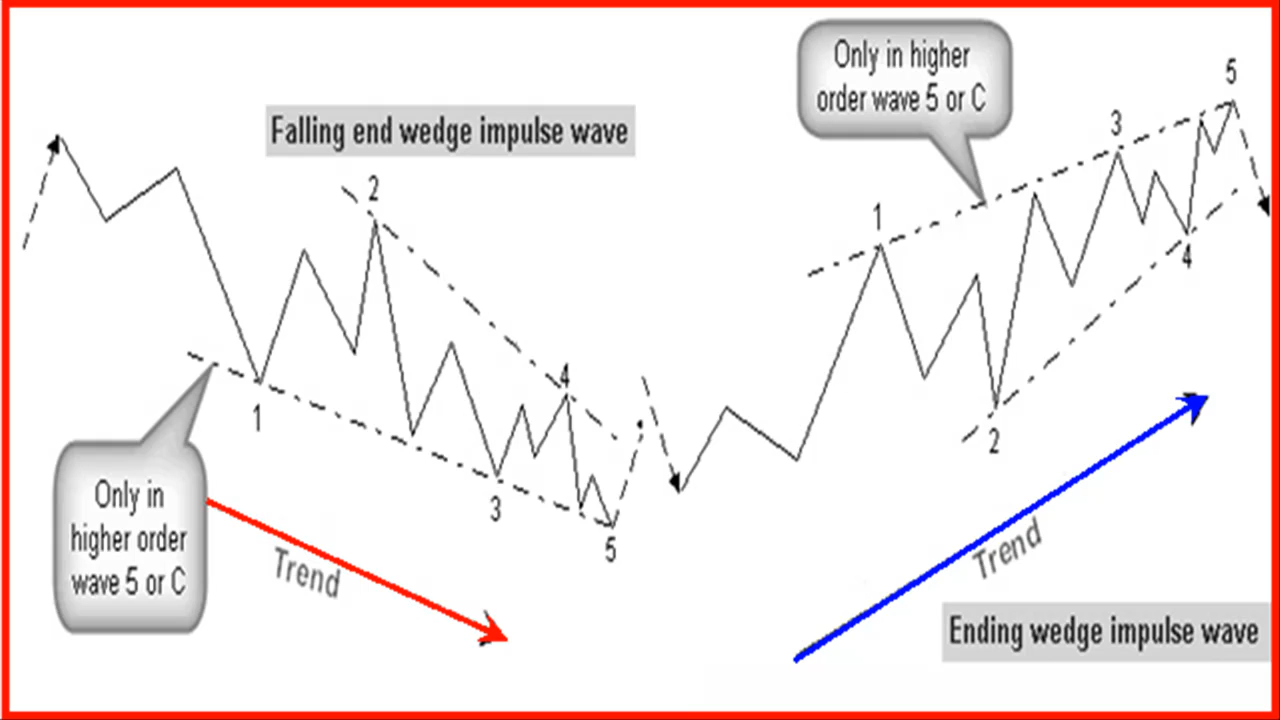 Falling end wedge impulse wave
2
4
1
3
5
Only in
higher order
wave 5 or C
Trend
Only in higher
order wave 5 or C
5
3
1
4
2
Trend
Ending wedge impulse wave